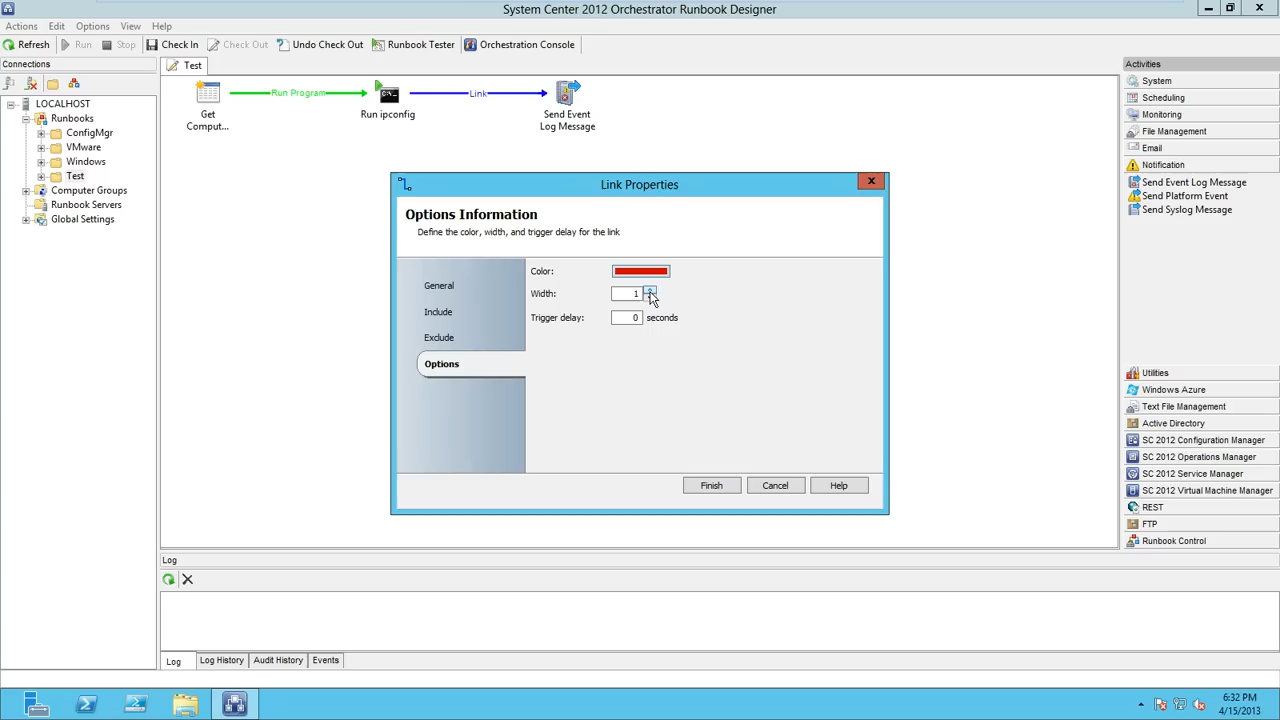 System Center 2012 Orchestrator Runbook Designer
Actions Edit Options View Help
Refresh Run Stop Check In Check Out Undo Check Out Runbook Tester Orchestration Console
Connections
LOCALHOST
Runbooks
ConfigMgr
VMware
Windows
Test
Computer Groups
Runbook Servers
Global Settings
Test
Run Program
Link
Get
Comput...
Run ipconfig
Send Event
Log Message
Link Properties
Options Information
Define the color, width, and trigger delay for the link
General
Include
Exclude
Options
Color:
Width: 1
Trigger delay: 0 seconds
Finish Cancel Help
Activities
System
Scheduling
Monitoring
File Management
Email
Notification
Send Event Log Message
Send Platform Event
Send Syslog Message
Utilities
Windows Azure
Text File Management
Active Directory
SC 2012 Configuration Manager
SC 2012 Operations Manager
SC 2012 Service Manager
SC 2012 Virtual Machine Manager
REST
FTP
Runbook Control
Log
Log Log History Audit History Events
6:32 PM
4/15/2013